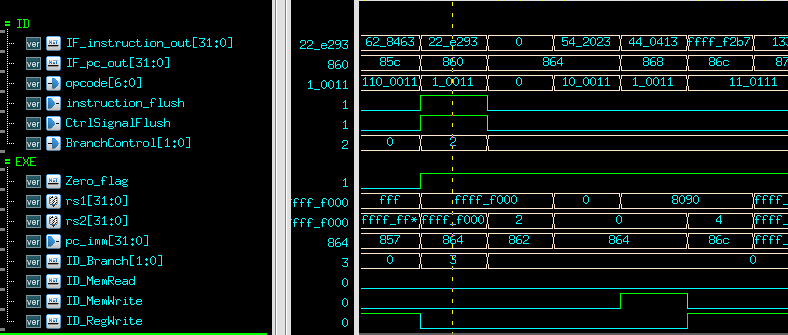 ID
ver IF_instruction_out[31:0] 22_e293 62_8463 22_e293 0 54_2023 44_0413 ffff_f2b7 133
ver IF_pc_out[31:0] 860 85c 860 864 868 86c 87
ver opcode[6:0] 1_0011 110_0011 1_0011 0 10_0011 1_0011 11_0111
ver instruction_flush 1
ver CtrlSignalFlush 1
ver BranchControl[1:0] 2 0 2
EXE
ver Zero_flag 1
ver rs1[31:0] ffff_f000 fff ffff_f000 0 8090 ffff_f
ver rs2[31:0] ffff_f000 ffff_ff* ffff_f000 2 0 4 ffff_f
ver pc_imm[31:0] 864 857 864 862 864 86c ffff_
ver ID_Branch[1:0] 3 0 3 0
ver ID_MemRead 0
ver ID_MemWrite 0
ver ID_RegWrite 0